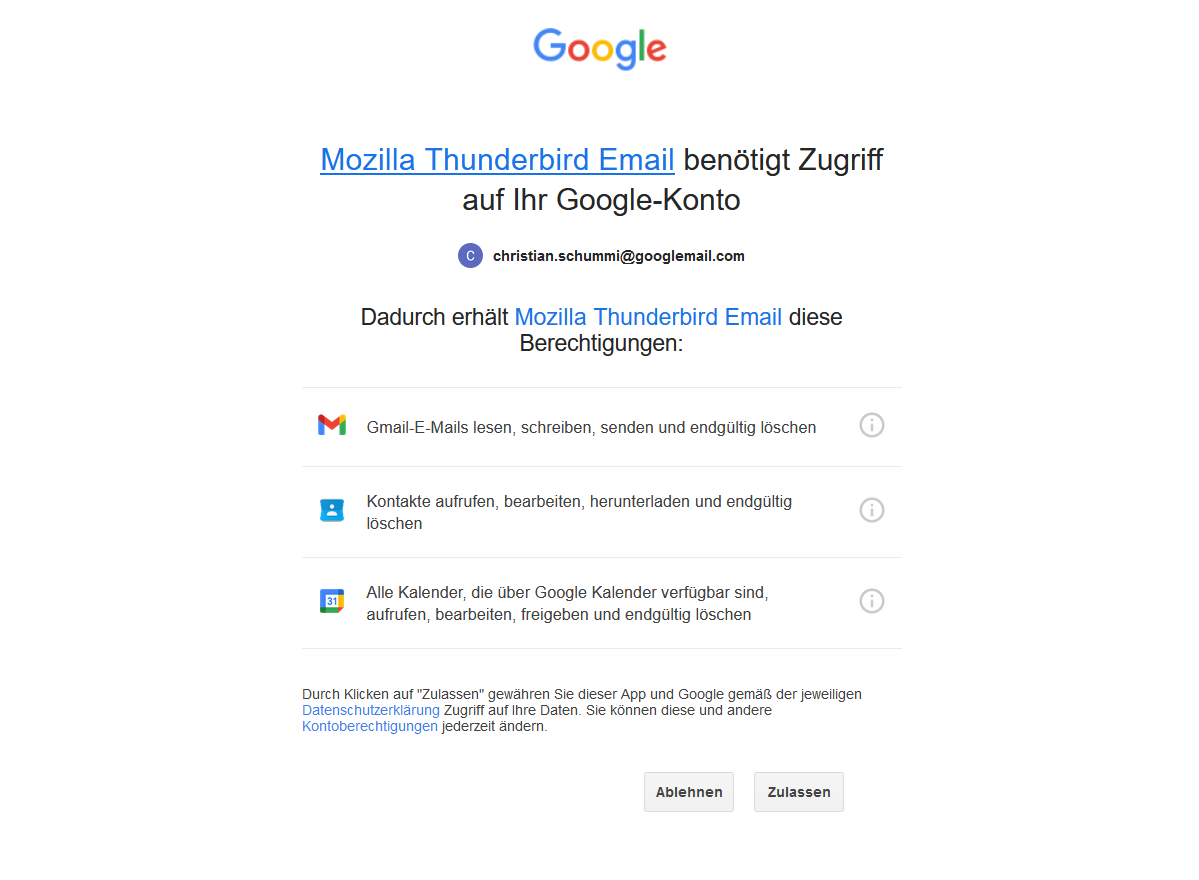 Google
Mozilla Thunderbird Email benötigt Zugriff
auf Ihr Google-Konto
C christian.schummi@googlemail.com
Dadurch erhält Mozilla Thunderbird Email diese
Berechtigungen:
Gmail-E-Mails lesen, schreiben, senden und endgültig löschen
Kontakte aufrufen, bearbeiten, herunterladen und endgültig
löschen
31
Alle Kalender, die über Google Kalender verfügbar sind,
aufrufen, bearbeiten, freigeben und endgültig löschen
Durch Klicken auf "Zulassen" gewähren Sie dieser App und Google gemäß der jeweiligen
Datenschutzerklärung Zugriff auf Ihre Daten. Sie können diese und andere
Kontoberechtigungen jederzeit ändern.
Ablehnen Zulassen